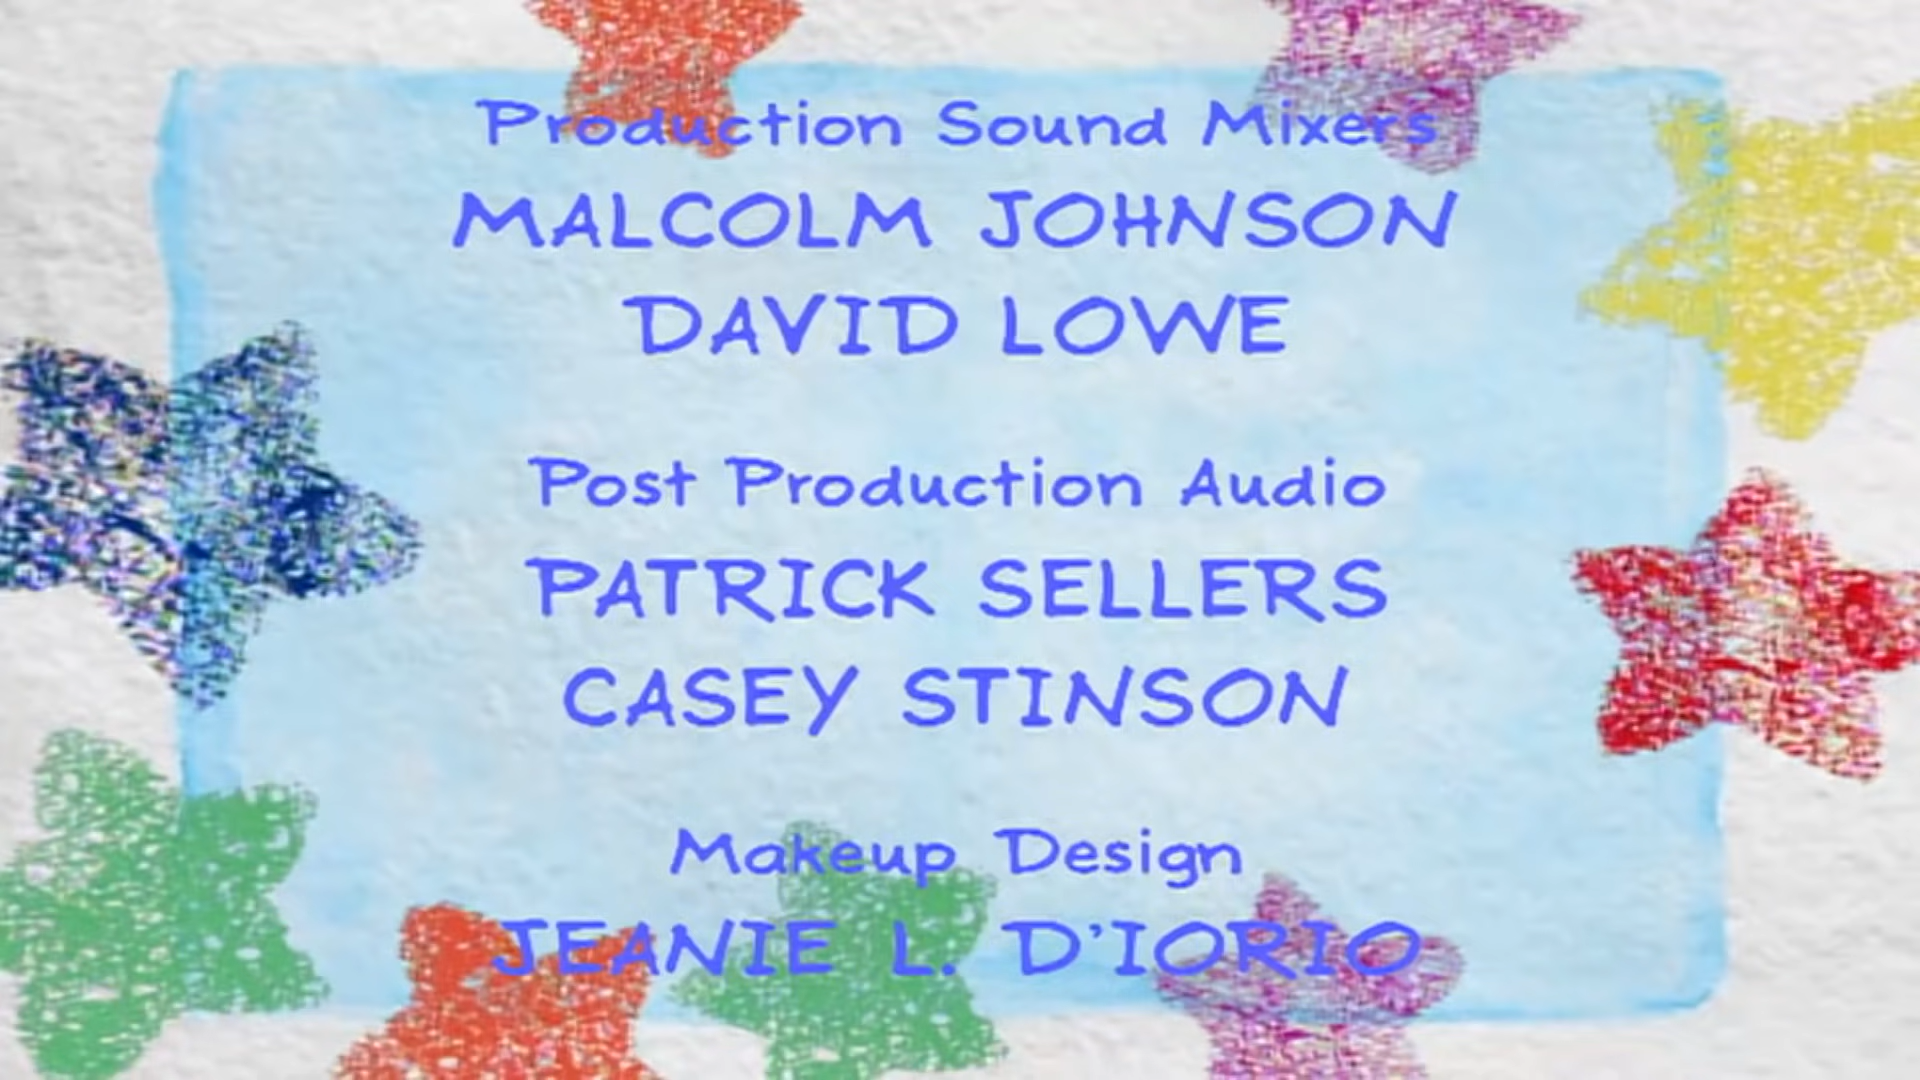 Production Sound Mixers
MALCOLM JOHNSON
DAVID LOWE
Post Production Audio
PATRICK SELLERS
CASEY STINSON
Makeup Design
JEANIE L. D'IORIO